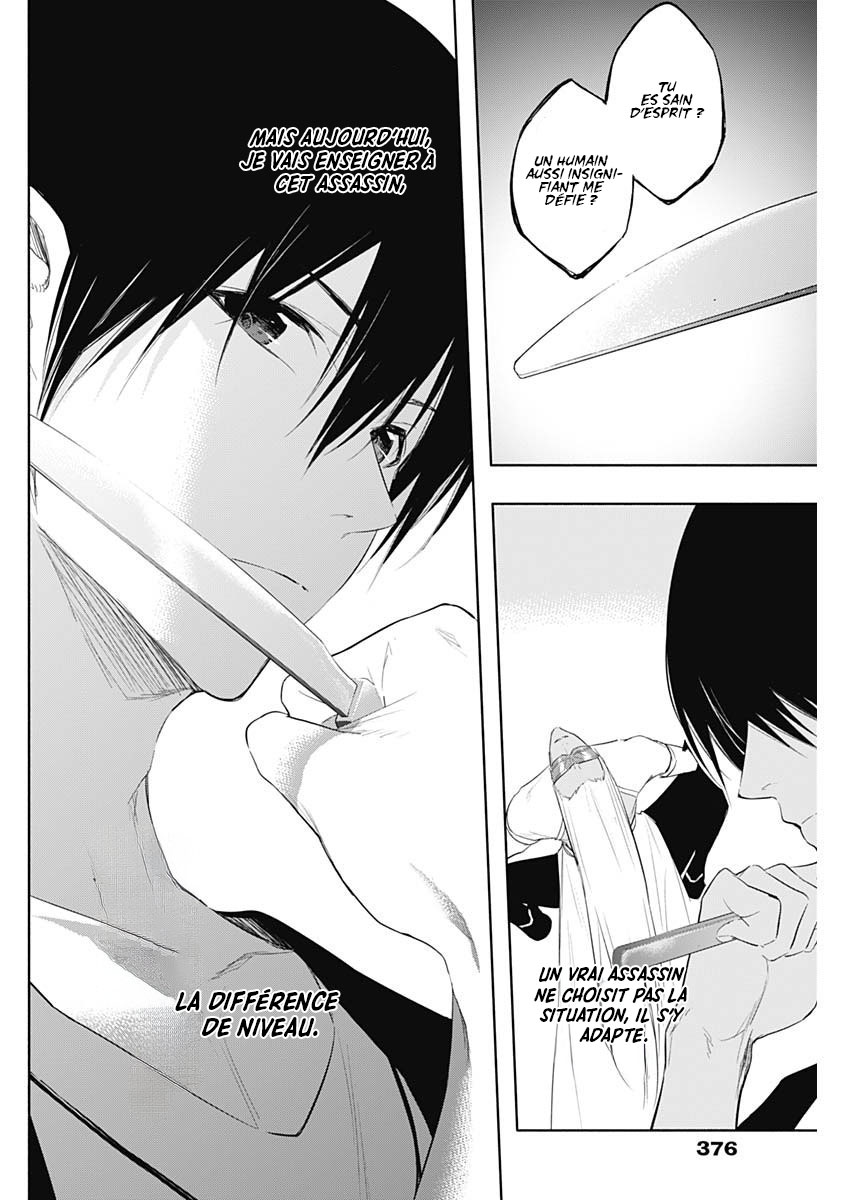 TU
ES SAIN
D'ESPRIT ?
UN HUMAIN
AUSSI INSIGNI-
FIANT ME
DÉFIE ?
UN VRAI ASSASSIN
NE CHOISIT PAS LA
SITUATION, IL S'Y
ADAPTE.
MAIS AUJOURD'HUI,
JE VAIS ENSEIGNER À
CET ASSASSIN,
LA DIFFÉRENCE
DE NIVEAU.
376